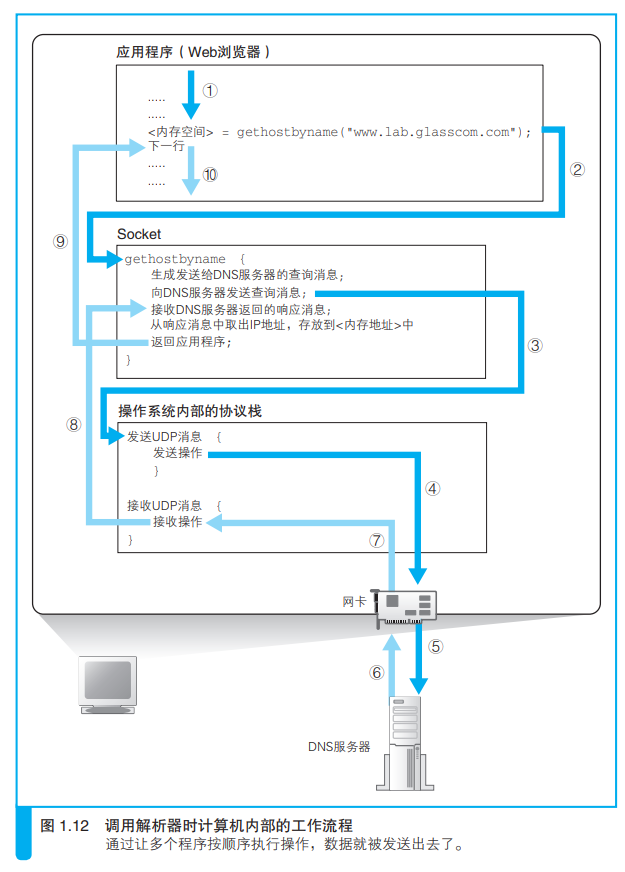 应用程序（Web浏览器）
①
.....
.....
<内存空间> = gethostbyname("www.lab.glasscom.com");
下一行
.....
⑩
.....
②
⑨
Socket
gethostbyname {
生成发送给DNS服务器的查询消息;
向DNS服务器发送查询消息;
接收DNS服务器返回的响应消息;
从响应消息中取出IP地址，存放到<内存地址>中
返回应用程序;
}
③
⑧
操作系统内部的协议栈
发送UDP消息 {
发送操作
}
④
接收UDP消息 {
接收操作
}
⑦
网卡
⑤
⑥
DNS服务器
图 1.12 调用解析器时计算机内部的工作流程
通过让多个程序按顺序执行操作，数据就被发送出去了。